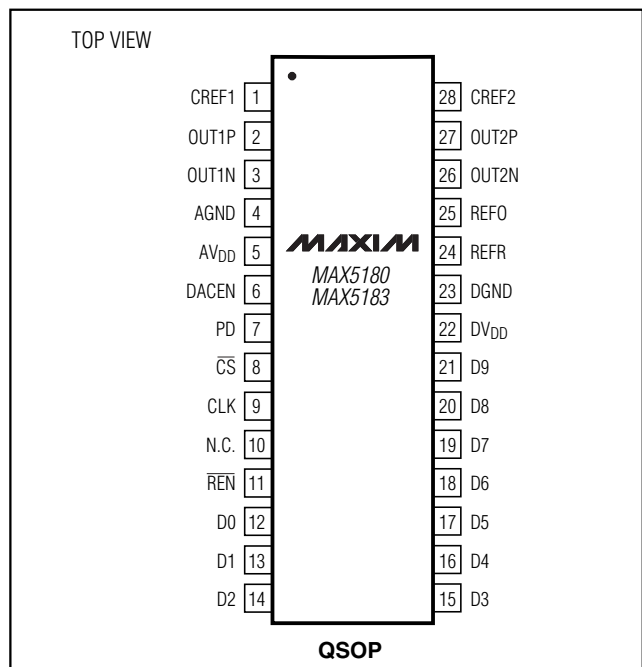 TOP VIEW
CREF1 1 28 CREF2
OUT1P 2 27 OUT2P
OUT1N 3 26 OUT2N
AGND 4 25 REFO
AVDD 5 MAXIM 24 REFR
DACEN 6 MAX5180 23 DGND
MAX5183
PD 7 22 DVDD
C̅S̅ 8 21 D9
CLK 9 20 D8
N.C. 10 19 D7
R̅E̅N̅ 11 18 D6
D0 12 17 D5
D1 13 16 D4
D2 14 15 D3
QSOP